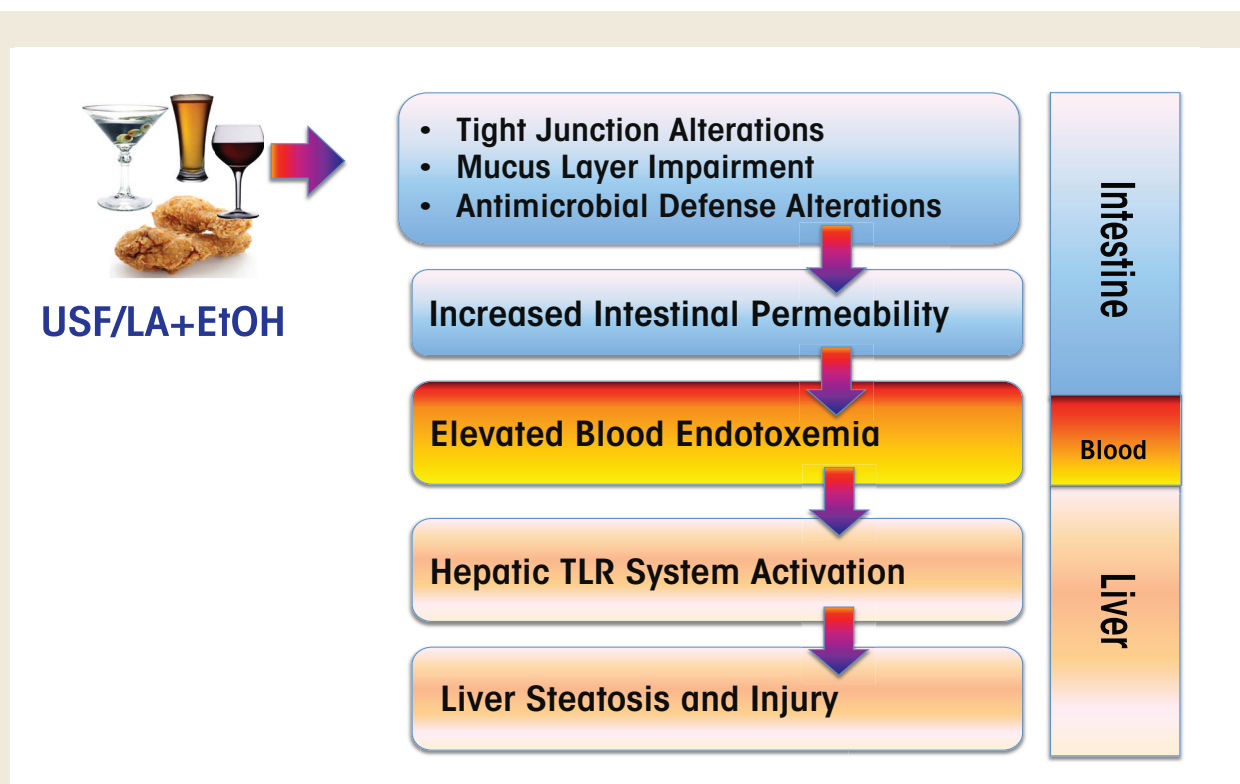 • Tight Junction Alterations
• Mucus Layer Impairment
• Antimicrobial Defense Alterations
USF/LA+EtOH
Increased Intestinal Permeability
Elevated Blood Endotoxemia
Hepatic TLR System Activation
Liver Steatosis and Injury
Intestine
Blood
Liver